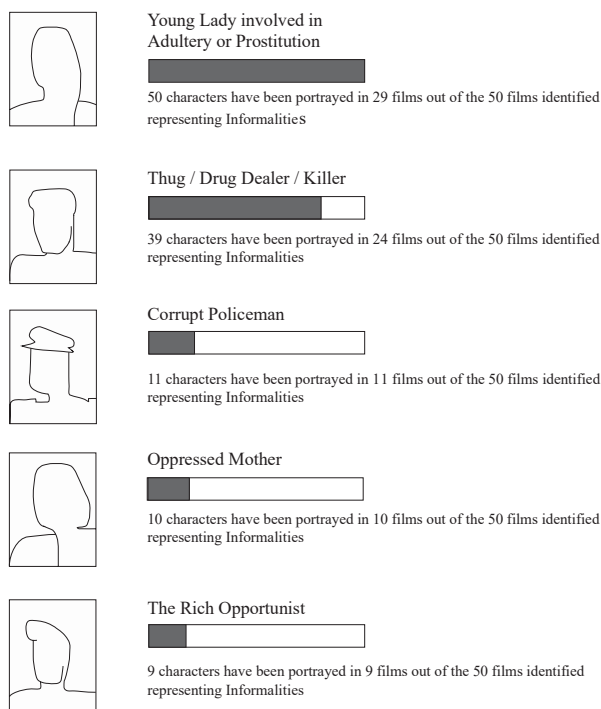 Young Lady involved in
Adultery or Prostitution
50 characters have been portrayed in 29 films out of the 50 films identified
representing Informalities
Thug / Drug Dealer / Killer
39 characters have been portrayed in 24 films out of the 50 films identified
representing Informalities
Corrupt Policeman
11 characters have been portrayed in 11 films out of the 50 films identified
representing Informalities
Oppressed Mother
10 characters have been portrayed in 10 films out of the 50 films identified
representing Informalities
The Rich Opportunist
9 characters have been portrayed in 9 films out of the 50 films identified
representing Informalities